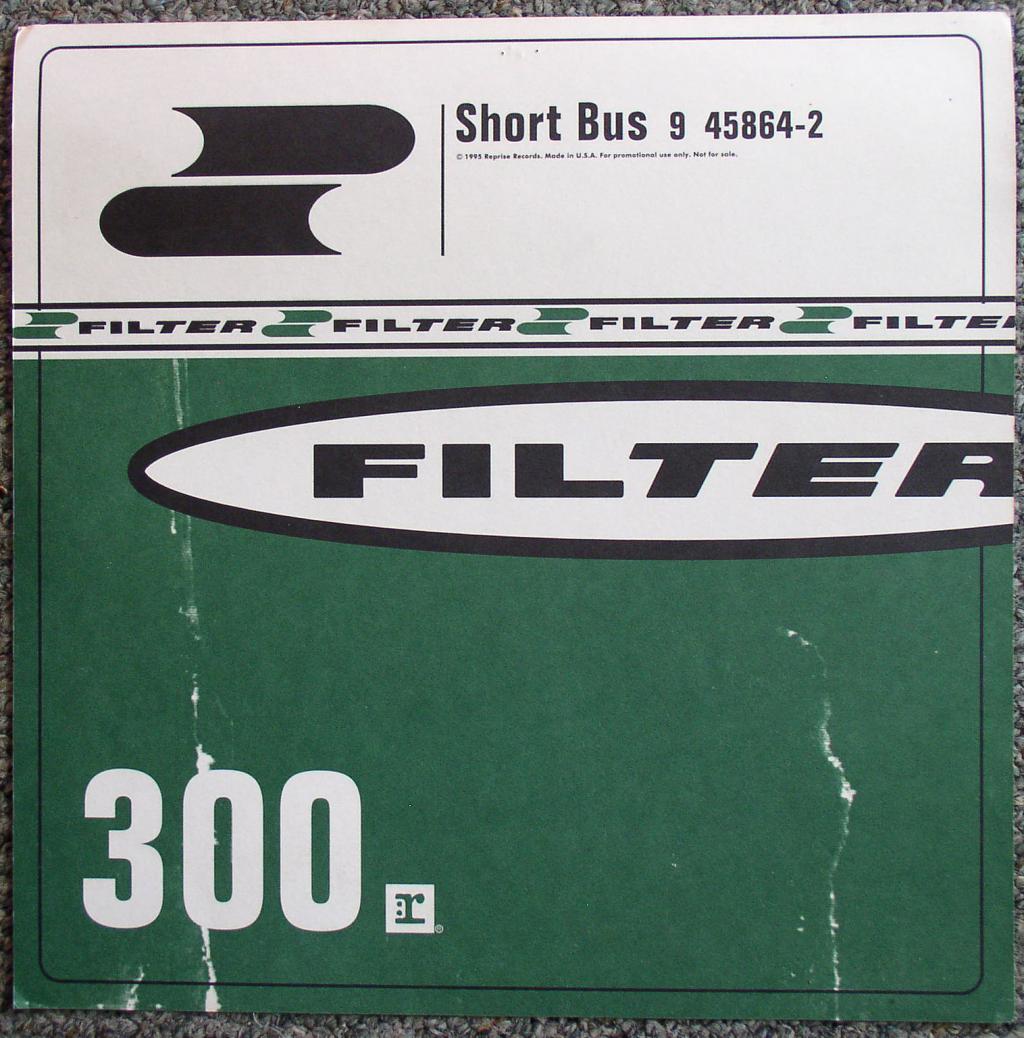 Short Bus 9 45864-2
© 1995 Reprise Records. Made in U.S.A. For promotional use only. Not for sale.
FILTER FILTER FILTER FILTE
FILTER
300 r ®